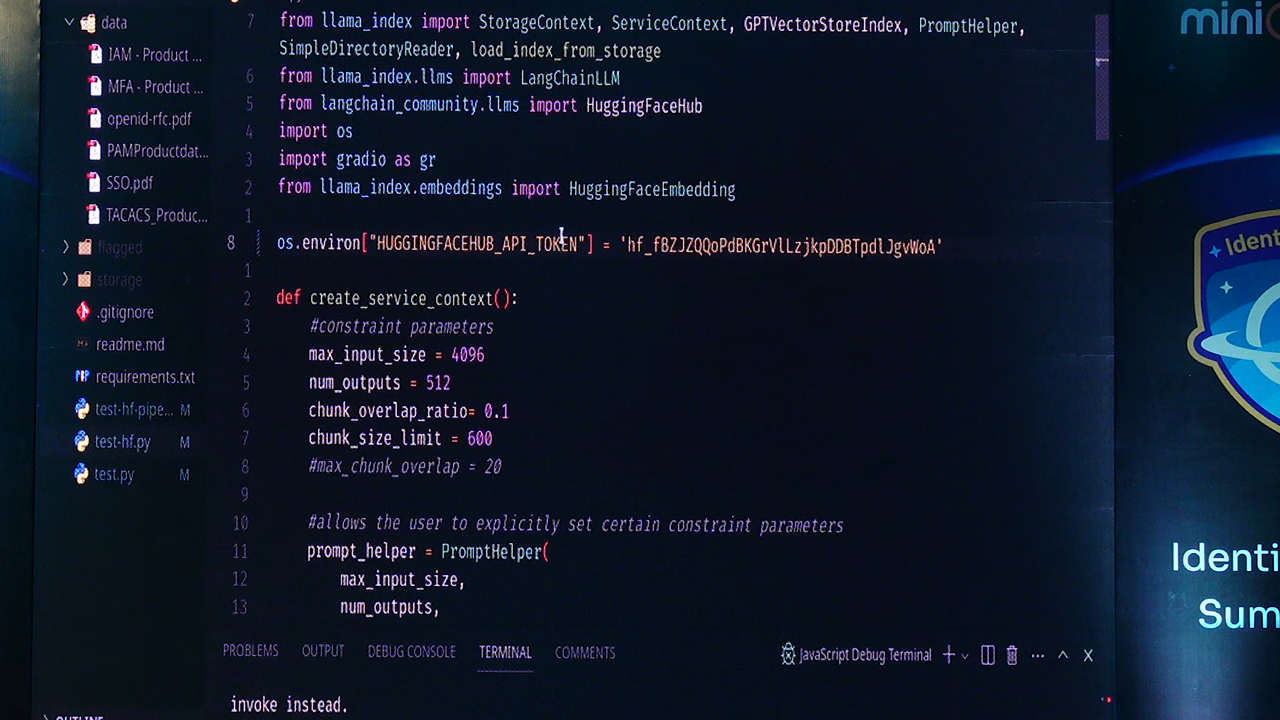 data
IAM - Product ...
MFA - Product ...
openid-rfc.pdf
PAMProductdat...
SSO.pdf
TACACS_Produc...
flagged
storage
.gitignore
readme.md
requirements.txt
test-hf-pipe... M
test-hf.py M
test.py M
7 from llama_index import StorageContext, ServiceContext, GPTVectorStoreIndex, PromptHelper,
SimpleDirectoryReader, load_index_from_storage
6 from llama_index.llms import LangChainLLM
5 from langchain_community.llms import HuggingFaceHub
4 import os
3 import gradio as gr
2 from llama_index.embeddings import HuggingFaceEmbedding
1
8 os.environ["HUGGINGFACEHUB_API_TOKEN"] = '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'
1
2 def create_service_context():
3 #constraint parameters
4 max_input_size = 4096
5 num_outputs = 512
6 chunk_overlap_ratio= 0.1
7 chunk_size_limit = 600
8 #max_chunk_overlap = 20
9
10 #allows the user to explicitly set certain constraint parameters
11 prompt_helper = PromptHelper(
12 max_input_size,
13 num_outputs,
PROBLEMS OUTPUT DEBUG CONSOLE TERMINAL COMMENTS
JavaScript Debug Terminal
invoke instead.
mini
Identi
Identi
Sum